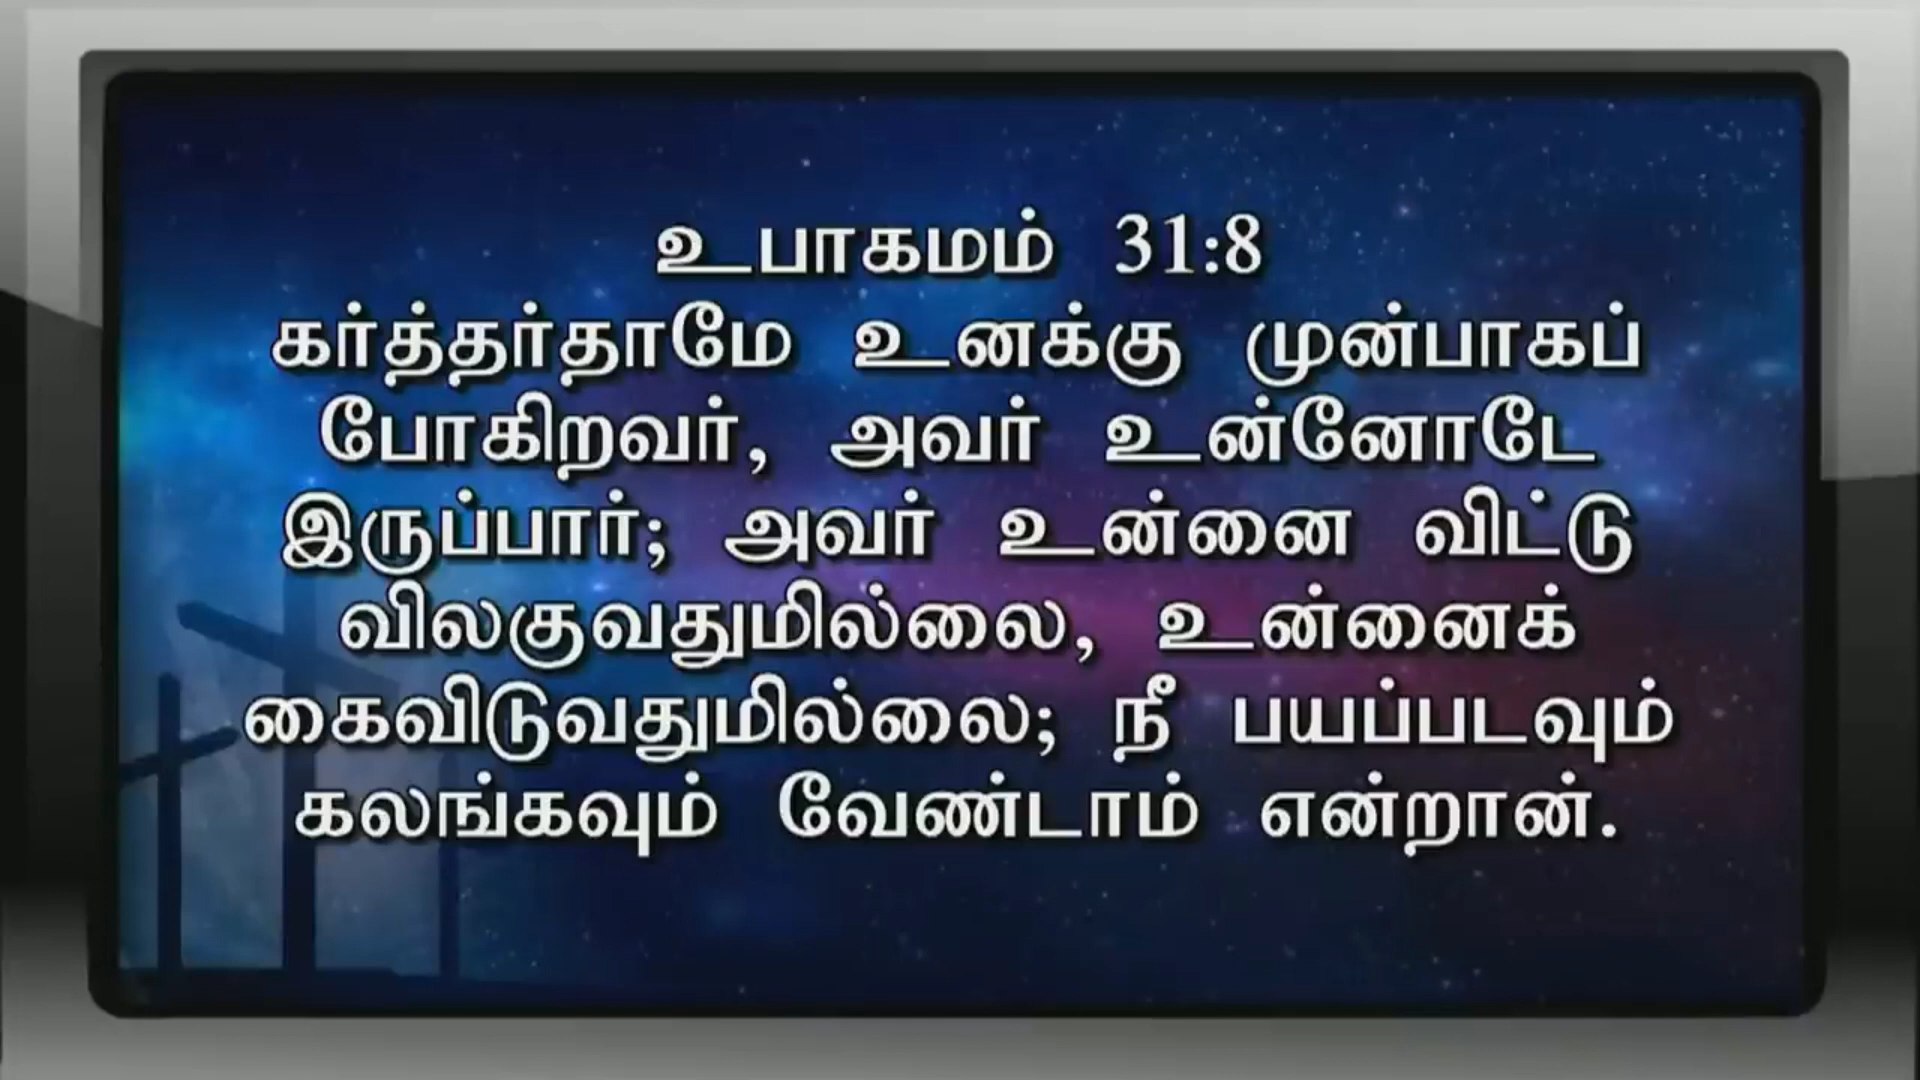 உபாகமம் 31:8
கர்த்தர்தாமே உனக்கு முன்பாகப்
போகிறவர், அவர் உன்னோடே
இருப்பார்; அவர் உன்னை விட்டு
விலகுவதுமில்லை, உன்னைக்
கைவிடுவதுமில்லை; நீ பயப்படவும்
கலங்கவும் வேண்டாம் என்றான்.